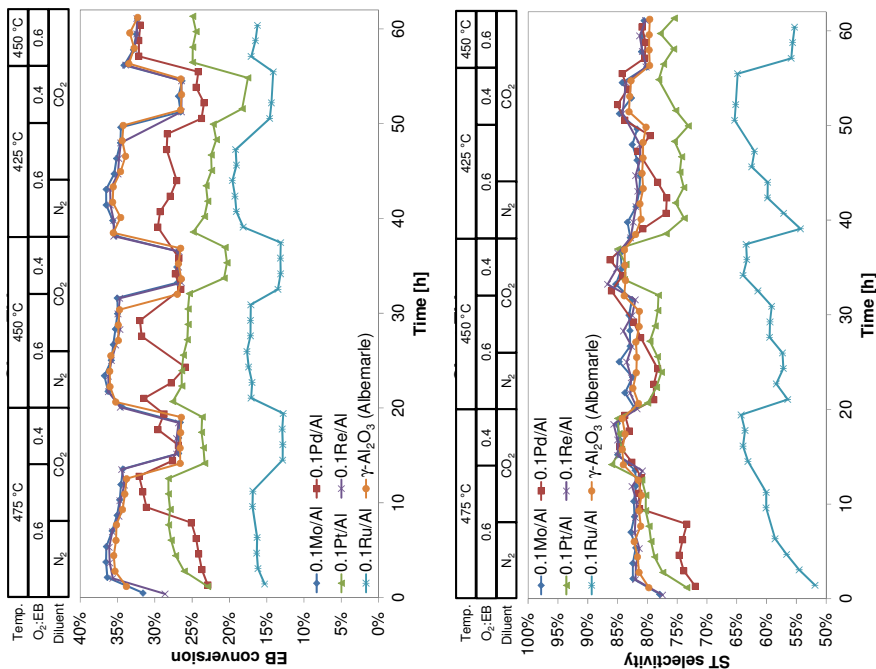 Temp. 475 °C 450 °C 425 °C 450 °C
O2:EB 0.6 0.4 0.6 0.4 0.6 0.4 0.6
Diluent N2 CO2 N2 CO2 N2 CO2
40%
35%
30%
25%
20%
15%
10%
5%
0%
EB conversion
0.1Mo/Al 0.1Pd/Al
0.1Pt/Al 0.1Re/Al
0.1Ru/Al γ-Al2O3 (Albemarle)
0 10 20 30 40 50 60
Time [h]
Temp. 475 °C 450 °C 425 °C 450 °C
O2:EB 0.6 0.4 0.6 0.4 0.6 0.4 0.6
Diluent N2 CO2 N2 CO2 N2 CO2
100%
95%
90%
85%
80%
75%
70%
65%
60%
55%
50%
ST selectivity
0.1Mo/Al 0.1Pd/Al
0.1Pt/Al 0.1Re/Al
0.1Ru/Al γ-Al2O3 (Albemarle)
0 10 20 30 40 50 60
Time [h]